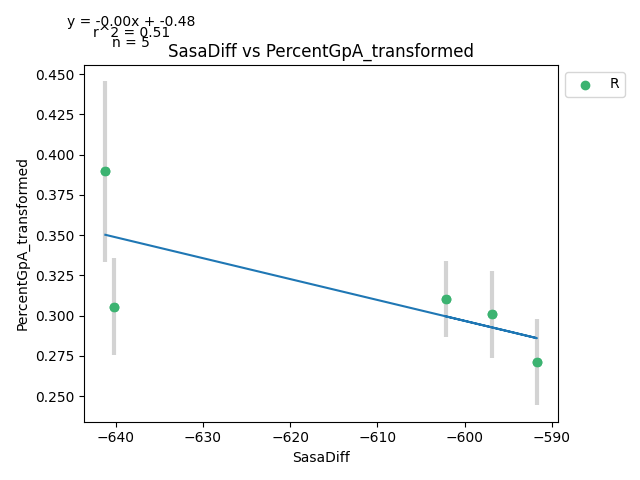 y = -0.00x + -0.48
r^2 = 0.51
n = 5
SasaDiff vs PercentGpA_transformed
R
0.450
0.425
0.400
0.375
0.350
0.325
0.300
0.275
0.250
PercentGpA_transformed
−640
−630
−620
−610
−600
−590
SasaDiff